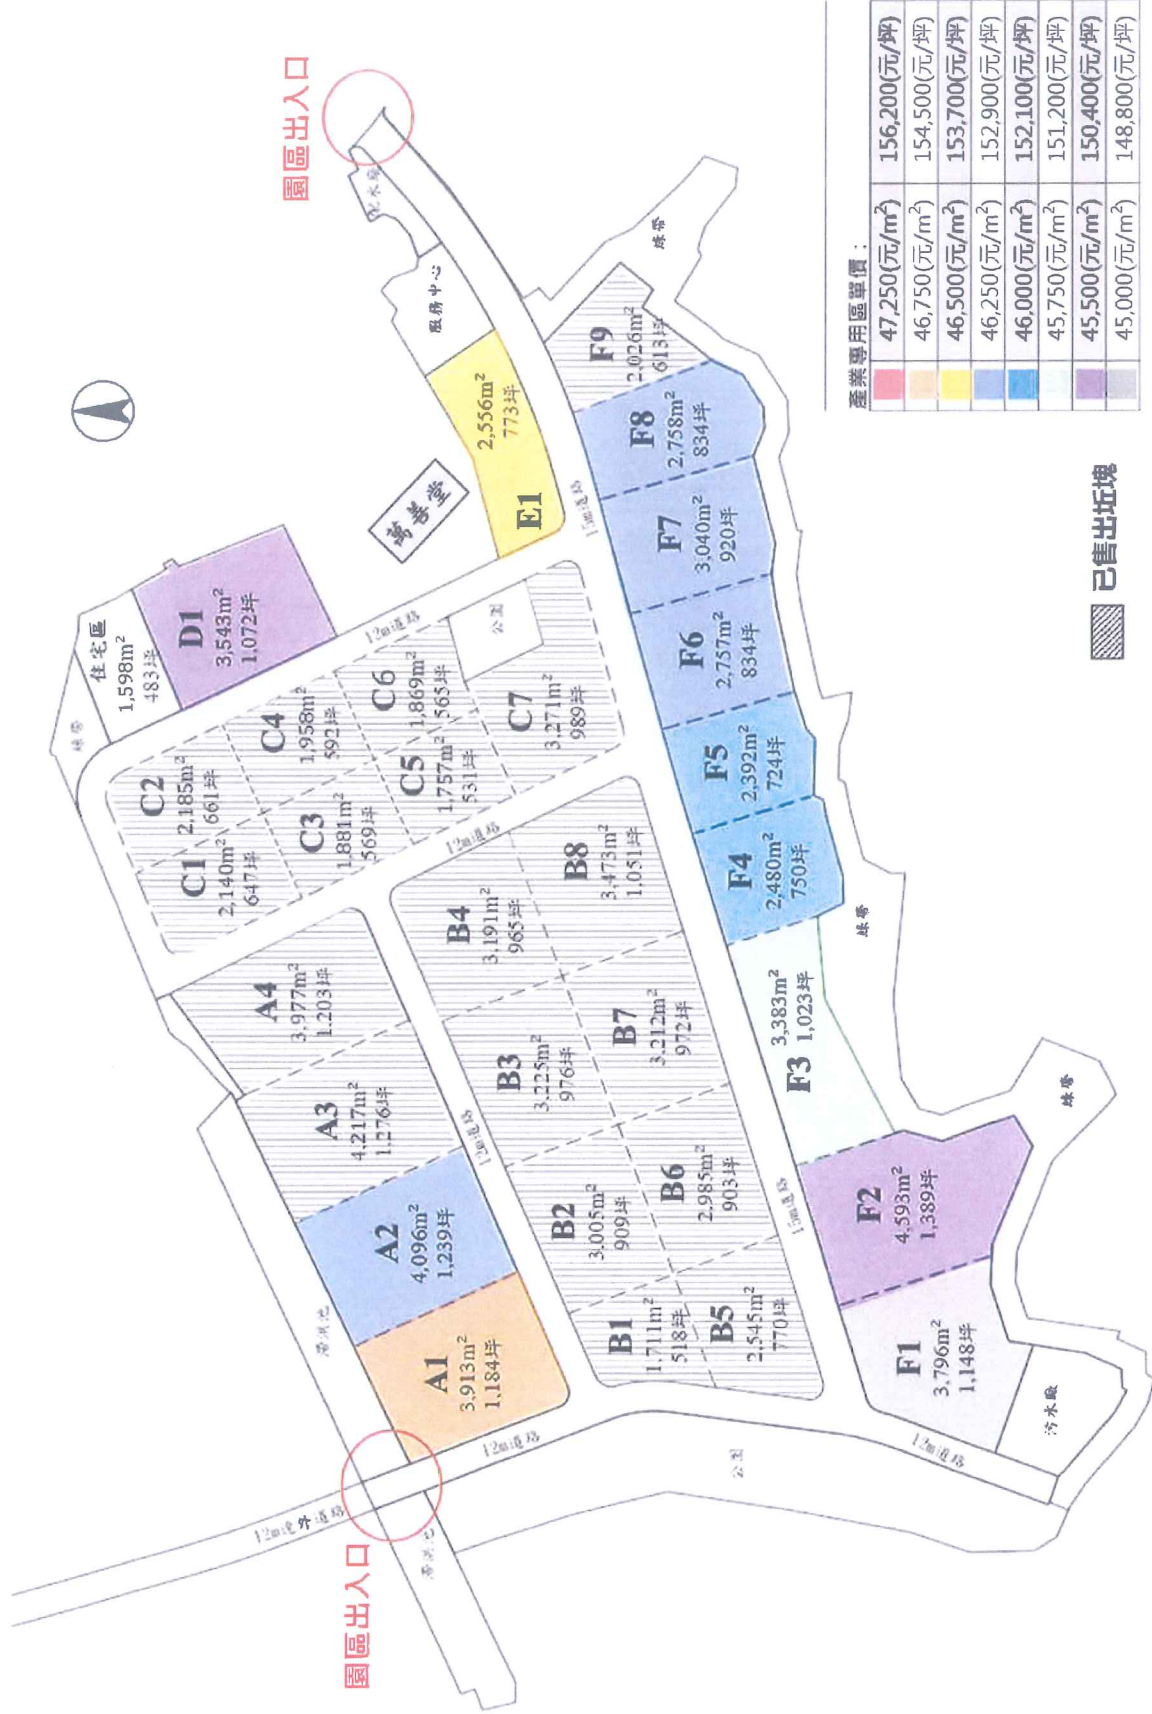 園區出入口
園區出入口
12m連外道路
滯洪池
滯洪池
12m道路
12m道路
12m道路
12m道路
12m道路
15m道路
15m道路
A1
3,913m²
1,184坪
A2
4,096m²
1,239坪
A3
4,217m²
1,276坪
A4
3,977m²
1,203坪
B1
1,711m²
518坪
B2
3,005m²
909坪
B3
3,225m²
976坪
B4
3,191m²
965坪
B5
2,545m²
770坪
B6
2,985m²
903坪
B7
3,212m²
972坪
B8
3,473m²
1,051坪
C1
2,140m²
647坪
C2
2,185m²
661坪
C3
1,881m²
569坪
C4
1,958m²
592坪
C5
1,757m²
531坪
C6
1,869m²
565坪
C7
3,271m²
989坪
公園
綠帶
住宅區
1,598m²
483坪
D1
3,543m²
1,072坪
萬善堂
E1
2,556m²
773坪
服務中心
配水廠
F1
3,796m²
1,148坪
F2
4,593m²
1,389坪
F3
3,383m²
1,023坪
F4
2,480m²
750坪
F5
2,392m²
724坪
F6
2,757m²
834坪
F7
3,040m²
920坪
F8
2,758m²
834坪
F9
2,026m²
613坪
綠帶
綠帶
綠帶
公園
污水廠
已售出坵塊
產業專用區單價：
47,250(元/m²) 156,200(元/坪)
46,750(元/m²) 154,500(元/坪)
46,500(元/m²) 153,700(元/坪)
46,250(元/m²) 152,900(元/坪)
46,000(元/m²) 152,100(元/坪)
45,750(元/m²) 151,200(元/坪)
45,500(元/m²) 150,400(元/坪)
45,000(元/m²) 148,800(元/坪)